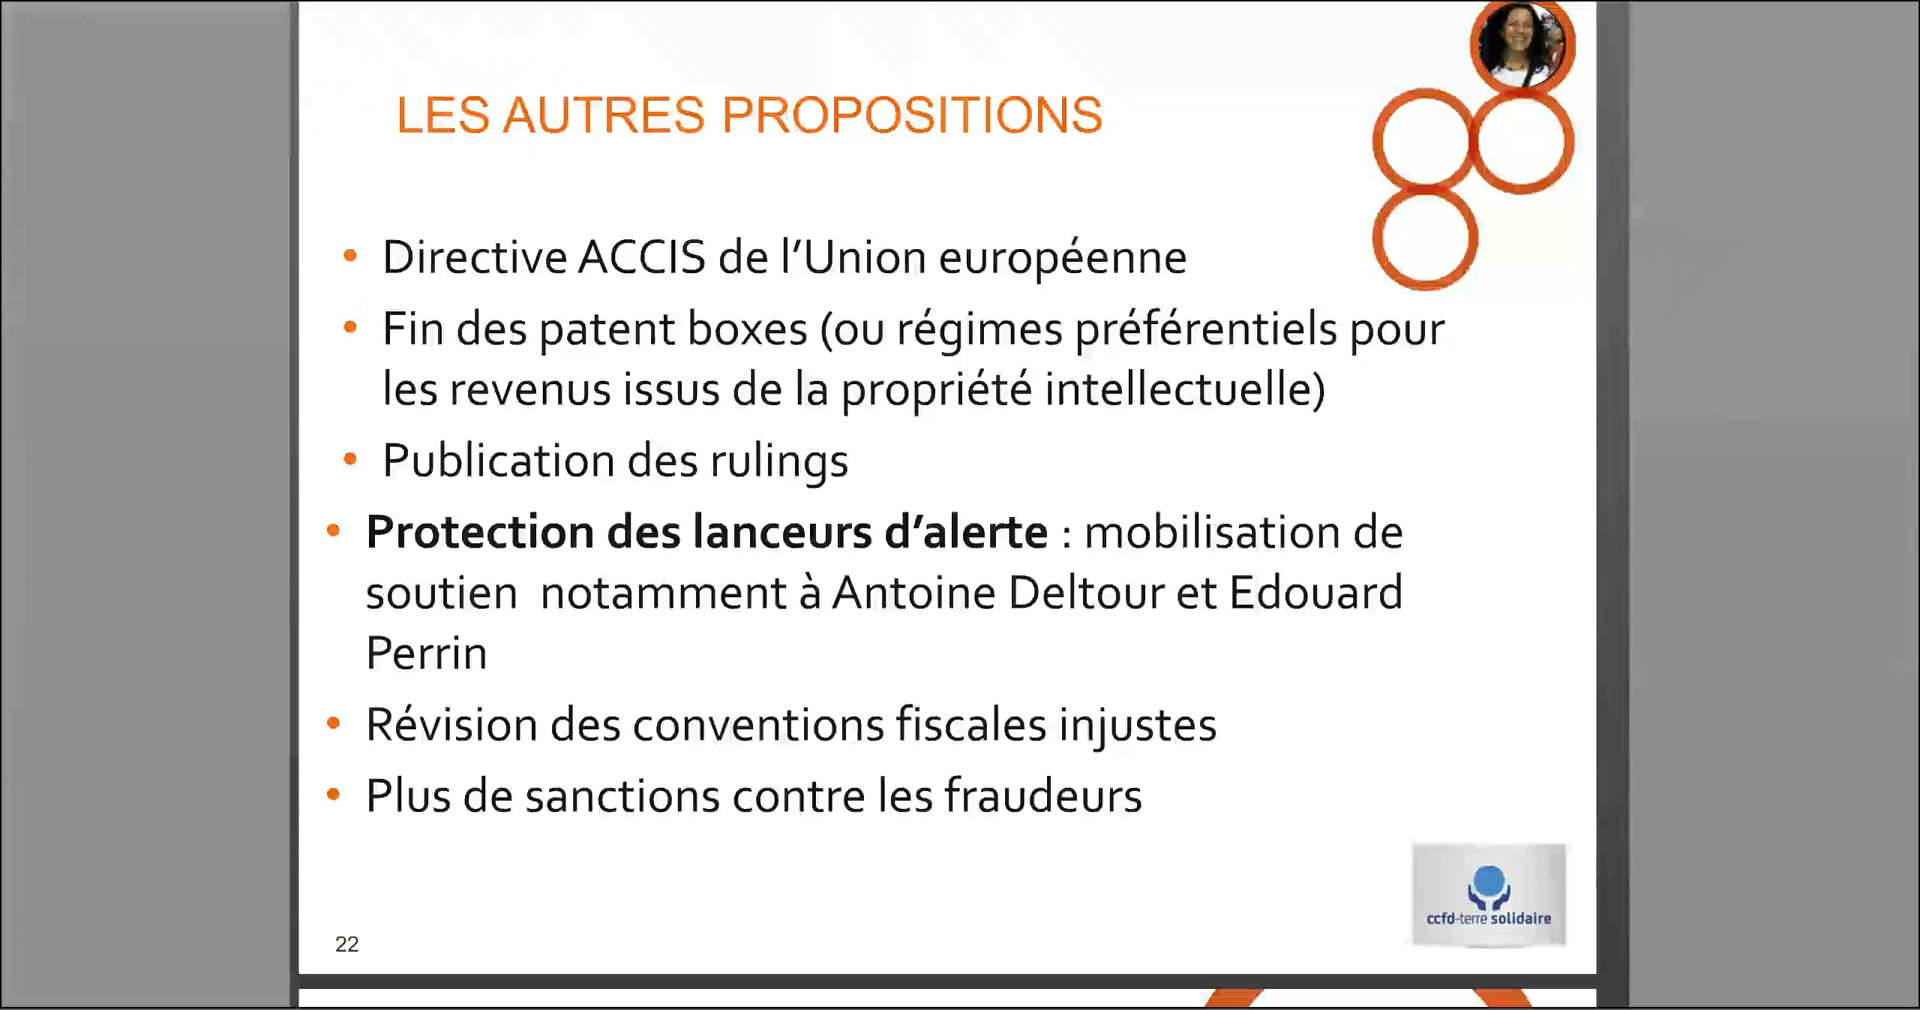 LES AUTRES PROPOSITIONS
• Directive ACCIS de l’Union européenne
• Fin des patent boxes (ou régimes préférentiels pour
les revenus issus de la propriété intellectuelle)
• Publication des rulings
• Protection des lanceurs d’alerte : mobilisation de
soutien  notamment à Antoine Deltour et Edouard
Perrin
• Révision des conventions fiscales injustes
• Plus de sanctions contre les fraudeurs
ccfd-terre solidaire
22